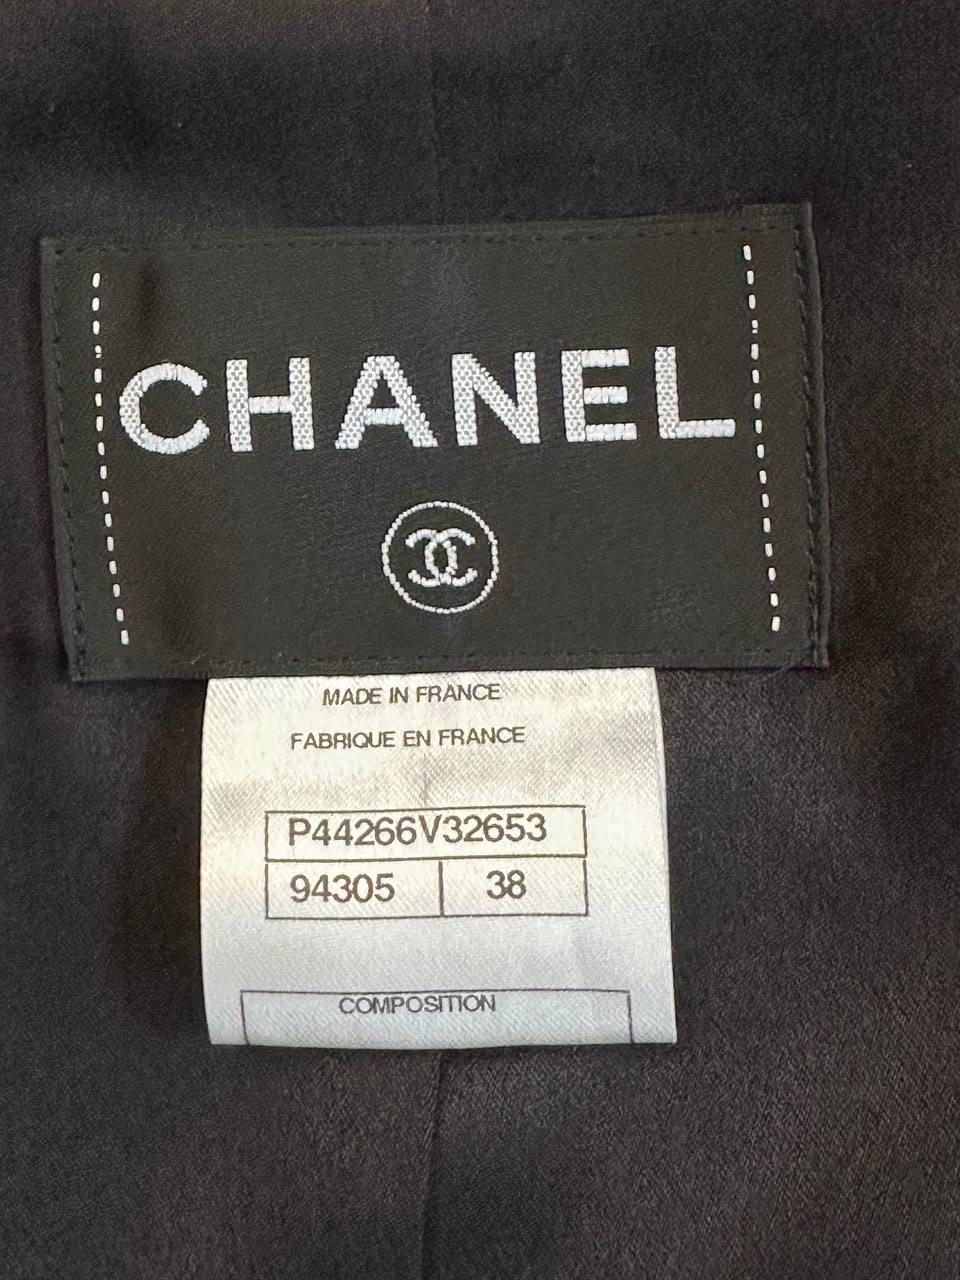 CHANEL
MADE IN FRANCE
FABRIQUE EN FRANCE
P44266V32653
94305 38
COMPOSITION